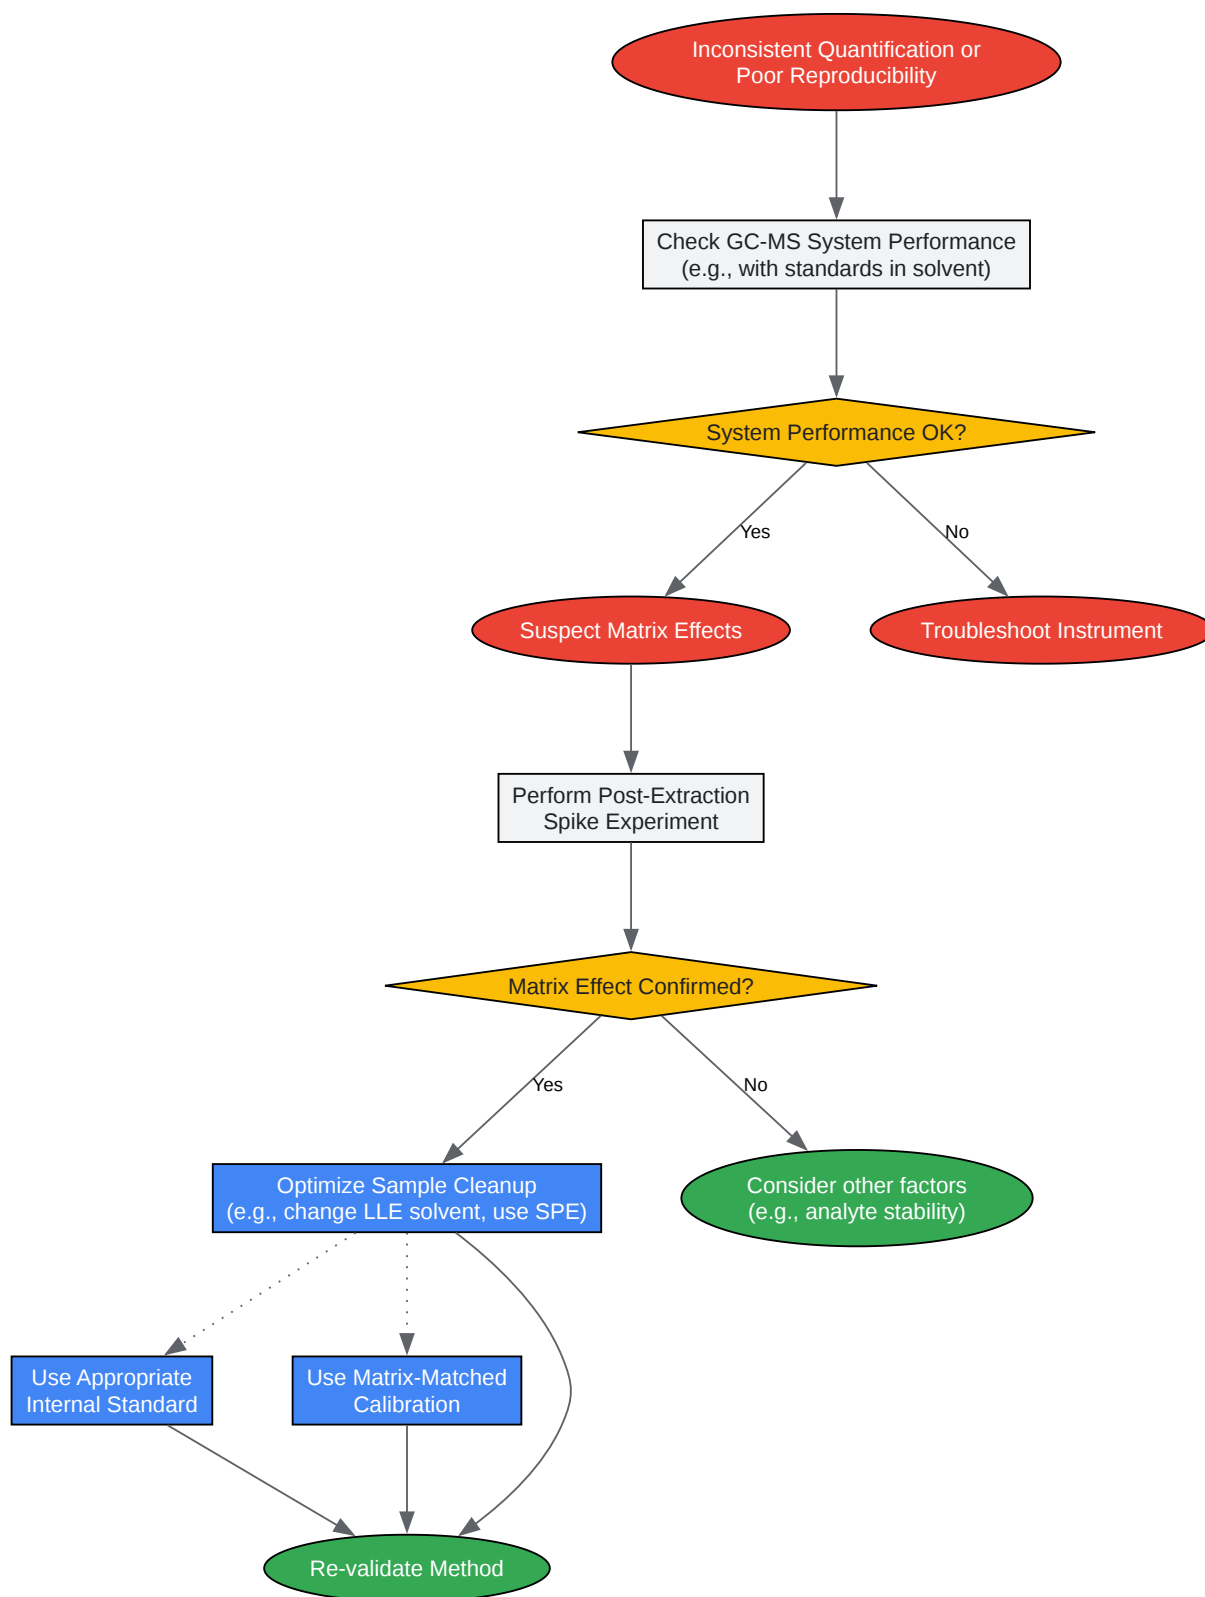 Inconsistent Quantification or
Poor Reproducibility
Check GC-MS System Performance
(e.g., with standards in solvent)
System Performance OK?
Yes
No
Suspect Matrix Effects
Troubleshoot Instrument
Perform Post-Extraction
Spike Experiment
Matrix Effect Confirmed?
Yes
No
Optimize Sample Cleanup
(e.g., change LLE solvent, use SPE)
Consider other factors
(e.g., analyte stability)
Use Appropriate
Internal Standard
Use Matrix-Matched
Calibration
Re-validate Method